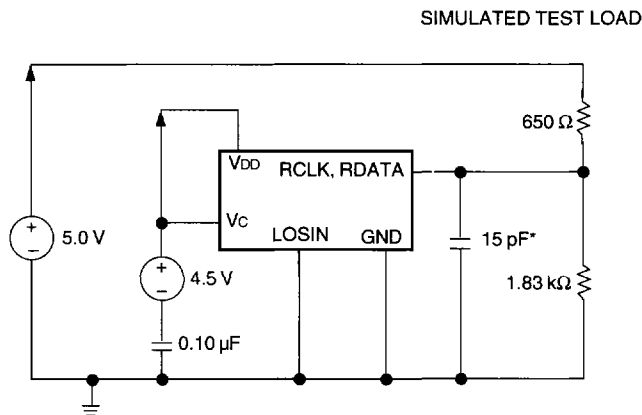 SIMULATED TEST LOAD
650 Ω
VDD
RCLK, RDATA
VC
LOSIN
GND
5.0 V
4.5 V
15 pF*
1.83 kΩ
0.10 µF
+
–
+
–